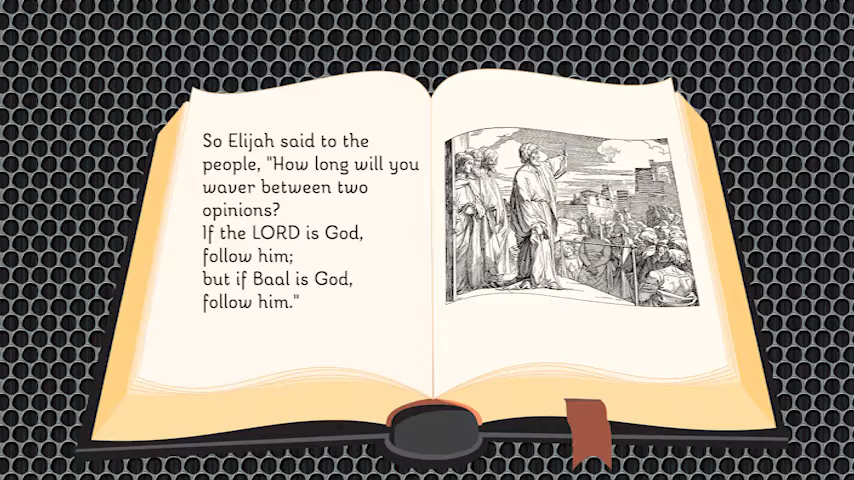 So Elijah said to the
people, "How long will you
waver between two
opinions?
If the LORD is God,
follow him;
but if Baal is God,
follow him."